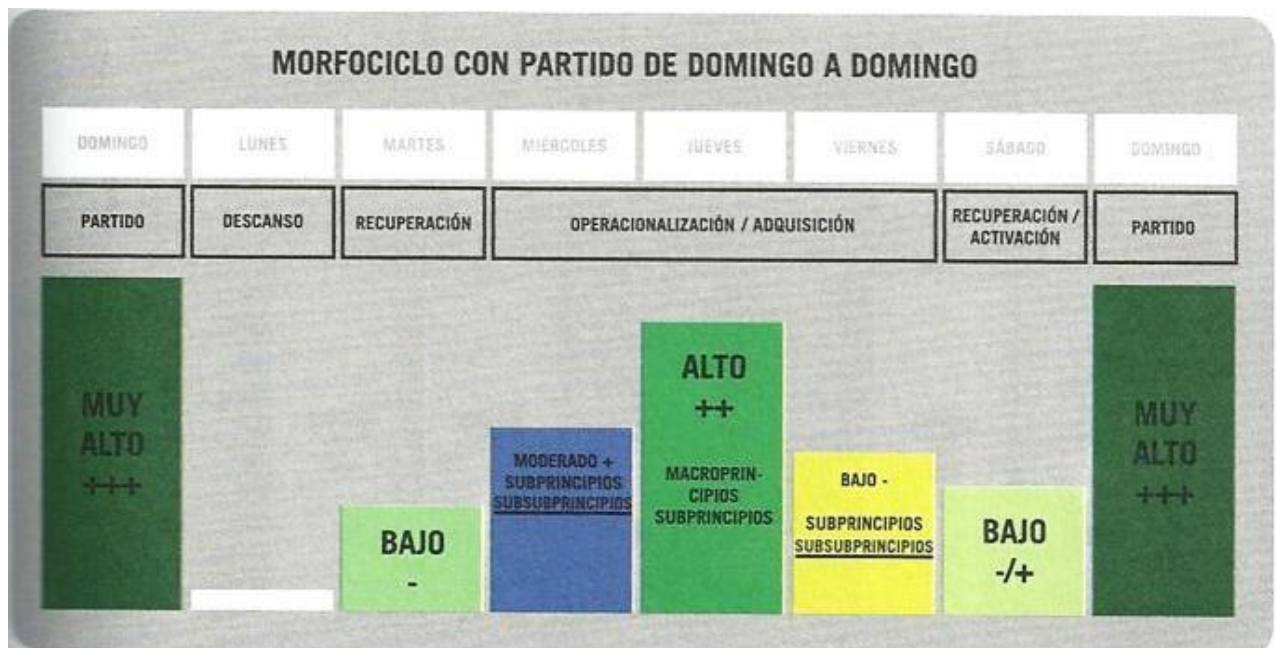 MORFOCICLO CON PARTIDO DE DOMINGO A DOMINGO
DOMINGO
LUNES
MARTES
MIÉRCOLES
JUEVES
VIERNES
SÁBADO
DOMINGO
PARTIDO
DESCANSO
RECUPERACIÓN
OPERACIONALIZACIÓN / ADQUISICIÓN
RECUPERACIÓN /
ACTIVACIÓN
PARTIDO
MUY
ALTO
+++
BAJO
-
MODERADO +
SUBPRINCIPIOS
SUBSUBPRINCIPIOS
ALTO
++
MACROPRIN-
CIPIOS
SUBPRINCIPIOS
BAJO -
SUBPRINCIPIOS
SUBSUBPRINCIPIOS
BAJO
-/+
MUY
ALTO
+++